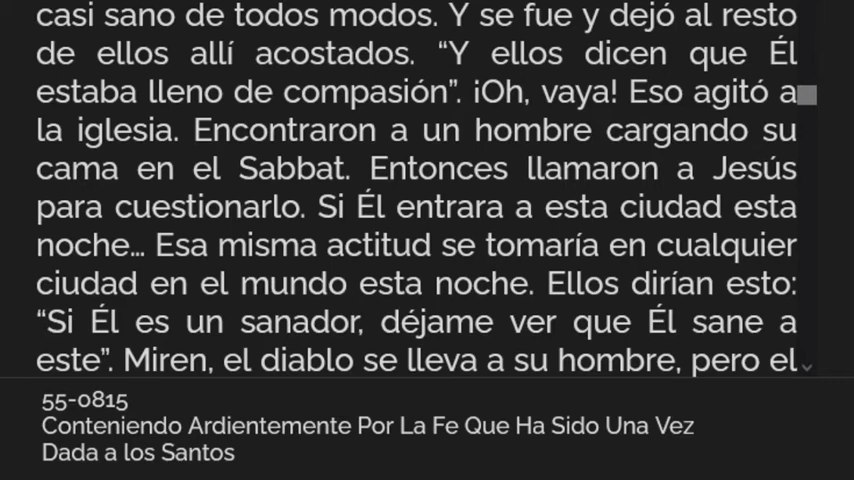 casi sano de todos modos. Y se fue y dejó al resto
de ellos allí acostados. “Y ellos dicen que Él
estaba lleno de compasión”. ¡Oh, vaya! Eso agitó a
la iglesia. Encontraron a un hombre cargando su
cama en el Sabbat. Entonces llamaron a Jesús
para cuestionarlo. Si Él entrara a esta ciudad esta
noche… Esa misma actitud se tomaría en cualquier
ciudad en el mundo esta noche. Ellos dirían esto:
“Si Él es un sanador, déjame ver que Él sane a
este”. Miren, el diablo se lleva a su hombre, pero el
55-0815
Conteniendo Ardientemente Por La Fe Que Ha Sido Una Vez
Dada a los Santos